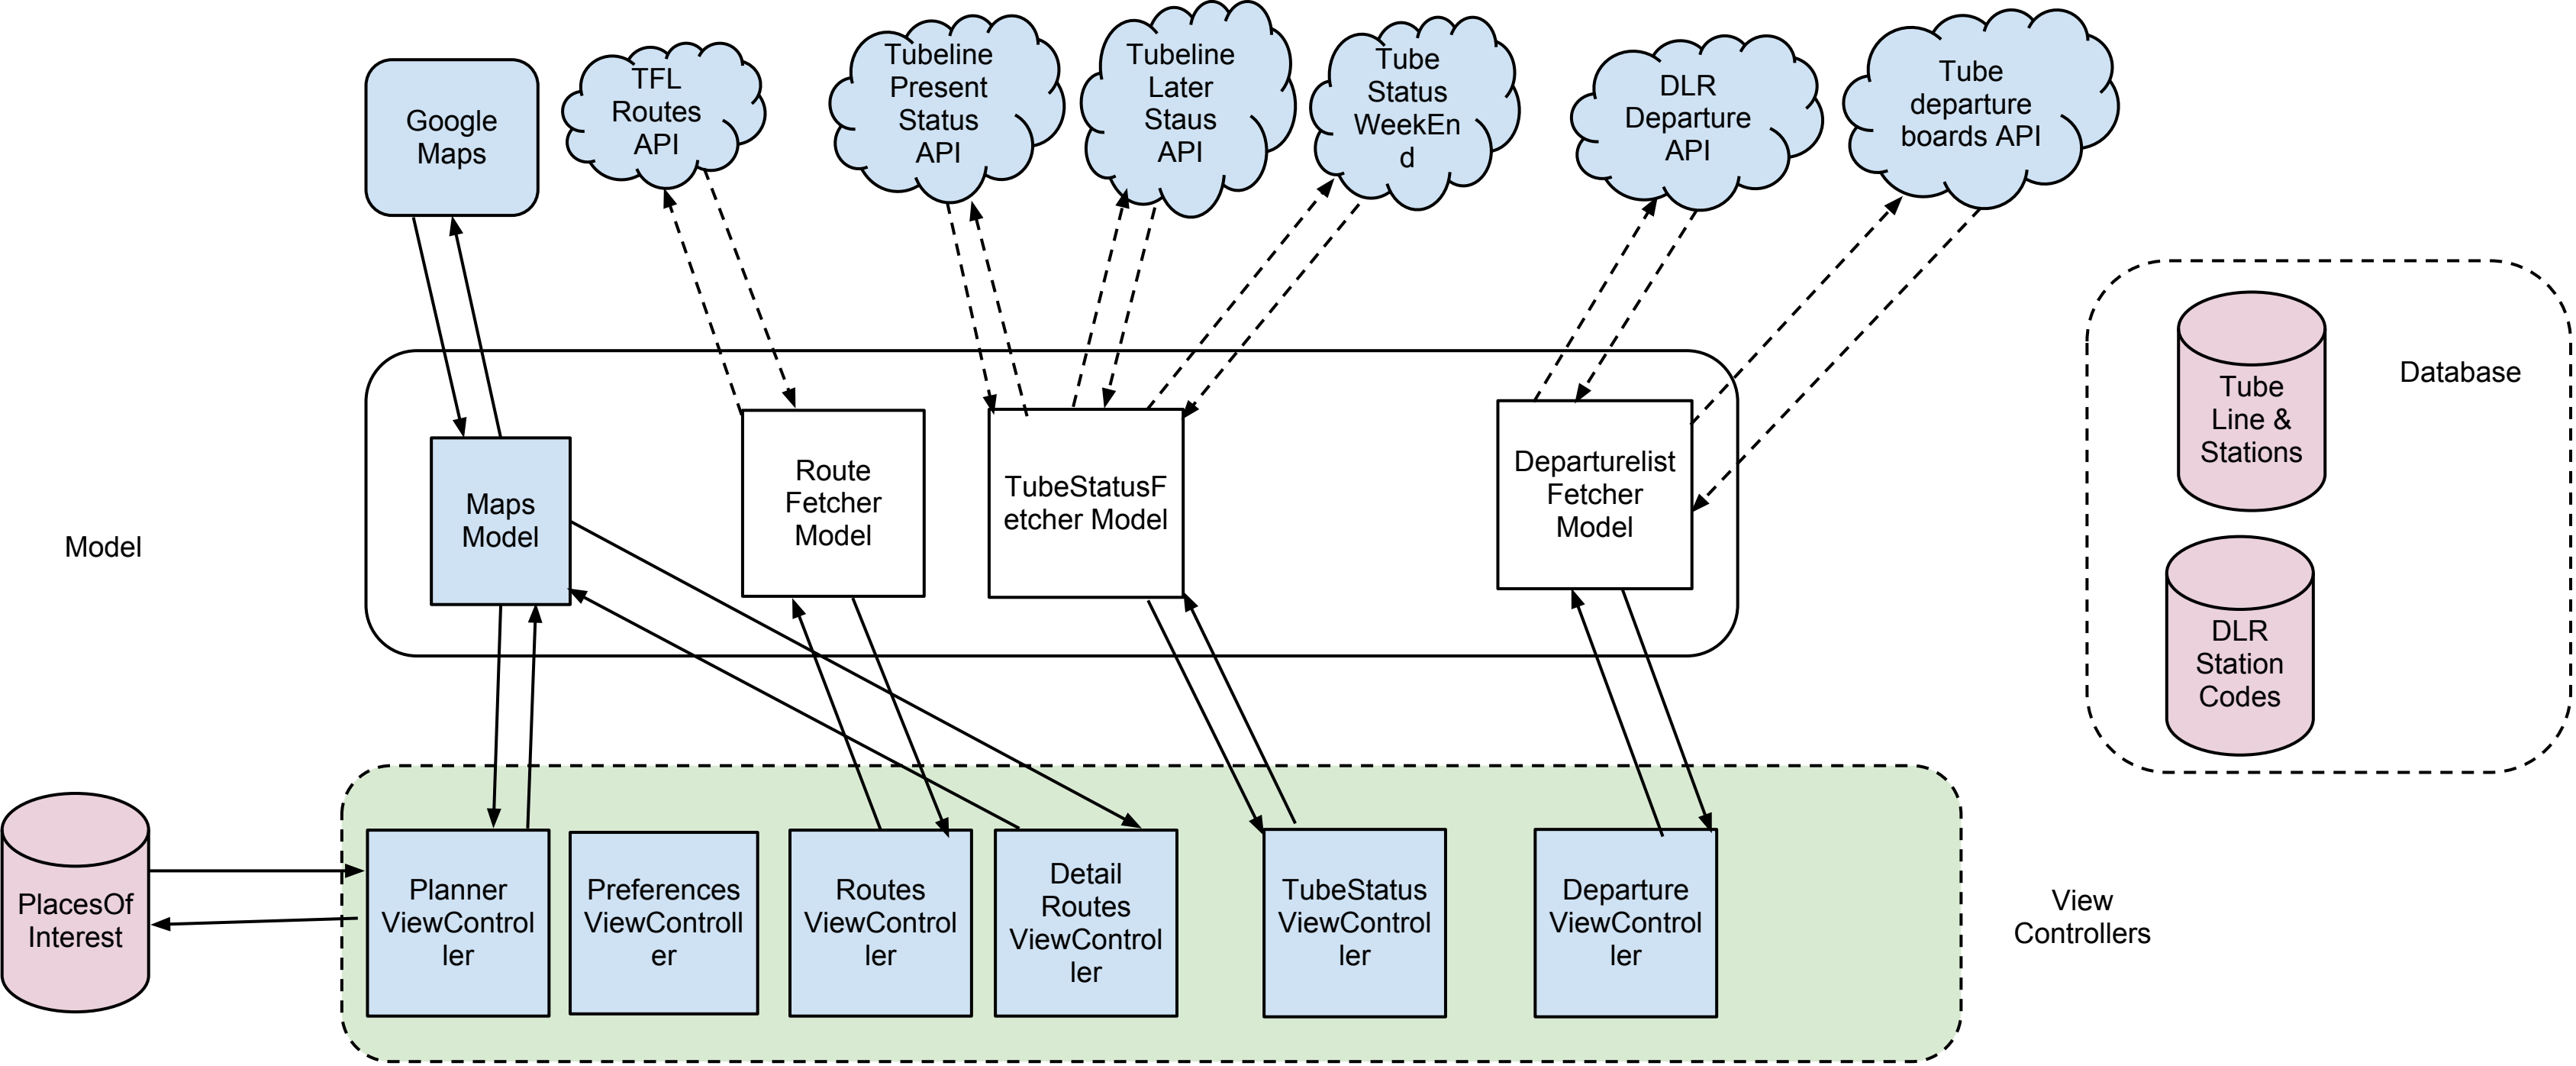 Google
Maps
TFL
Routes
API
Tubeline
Present
Status
API
Tubeline
Later
Staus
API
Tube
Status
WeekEn
d
DLR
Departure
API
Tube
departure
boards API
Tube
Line &
Stations
Database
DLR
Station
Codes
Model
Maps
Model
Route
Fetcher
Model
TubeStatusF
etcher Model
Departurelist
Fetcher
Model
PlacesOf
Interest
Planner
ViewControl
ler
Preferences
ViewControll
er
Routes
ViewControl
ler
Detail
Routes
ViewControl
ler
TubeStatus
ViewControl
ler
Departure
ViewControl
ler
View
Controllers